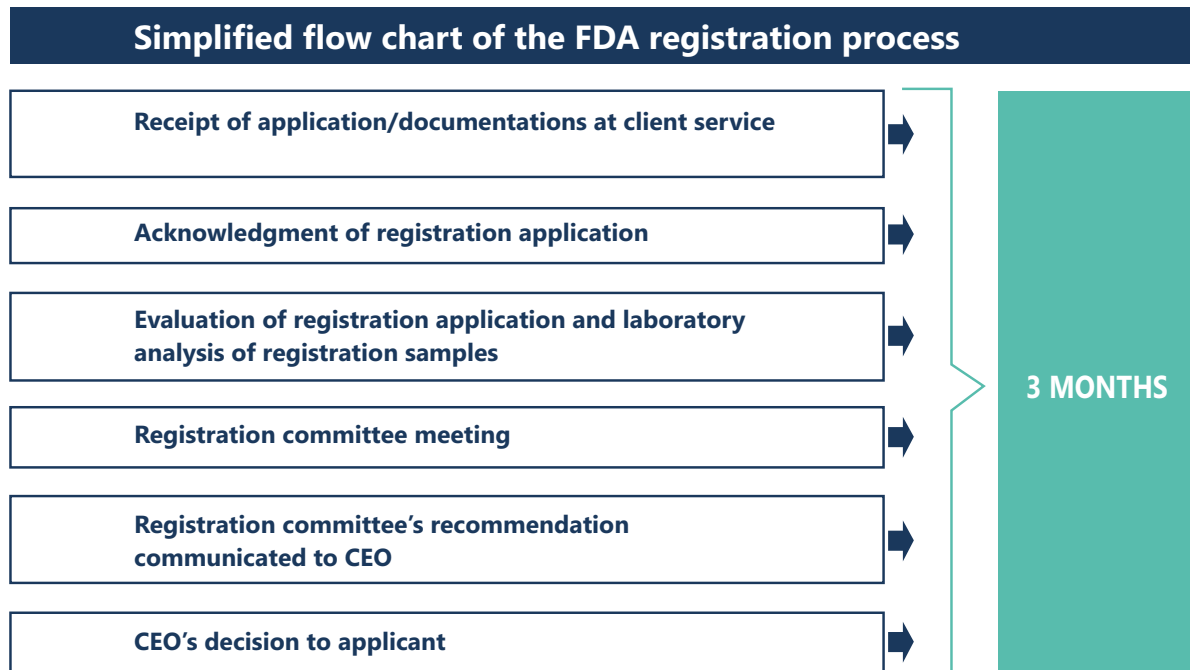 Simplified flow chart of the FDA registration process
Receipt of application/documentations at client service
Acknowledgment of registration application
Evaluation of registration application and laboratory
analysis of registration samples
Registration committee meeting
Registration committee’s recommendation
communicated to CEO
CEO’s decision to applicant
3 MONTHS